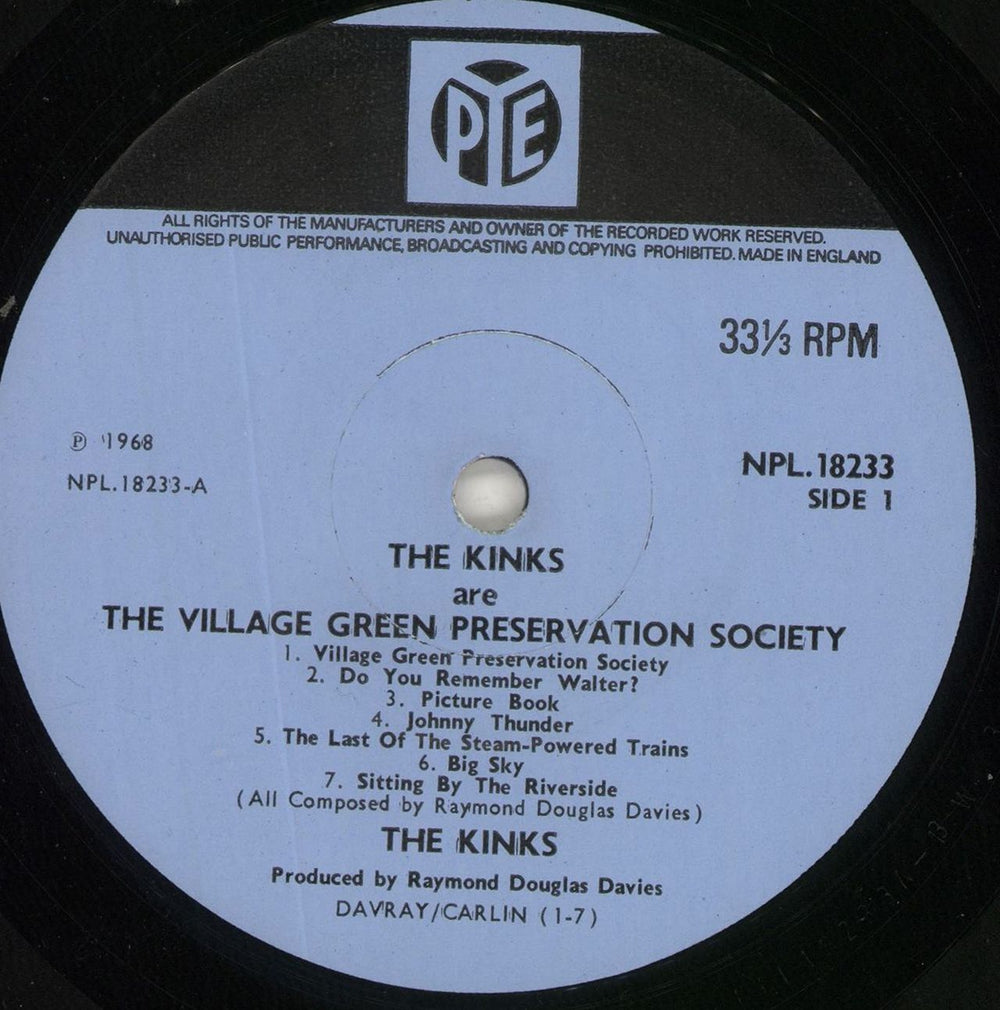 PYE
ALL RIGHTS OF THE MANUFACTURERS AND OWNER OF THE RECORDED WORK RESERVED.
UNAUTHORISED PUBLIC PERFORMANCE, BROADCASTING AND COPYING PROHIBITED. MADE IN ENGLAND
33⅓ RPM
℗ 1968
NPL.18233-A
NPL.18233
SIDE 1
THE KINKS
are
THE VILLAGE GREEN PRESERVATION SOCIETY
1. Village Green Preservation Society
2. Do You Remember Walter?
3. Picture Book
4. Johnny Thunder
5. The Last Of The Steam-Powered Trains
6. Big Sky
7. Sitting By The Riverside
(All Composed by Raymond Douglas Davies)
THE KINKS
Produced by Raymond Douglas Davies
DAVRAY/CARLIN (1-7)